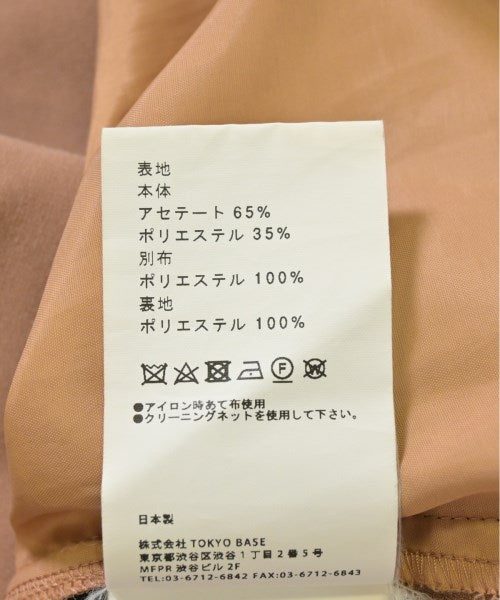 表地
本体
アセテート 65%
ポリエステル 35%
別布
ポリエステル 100%
裏地
ポリエステル 100%
F W
●アイロン時あて布使用
●クリーニングネットを使用して下さい。
日本製
株式会社 TOKYO BASE
東京都渋谷区渋谷1丁目2番5号
MFPR 渋谷ビル 2F
TEL:03-6712-6842 FAX:03-6712-6843